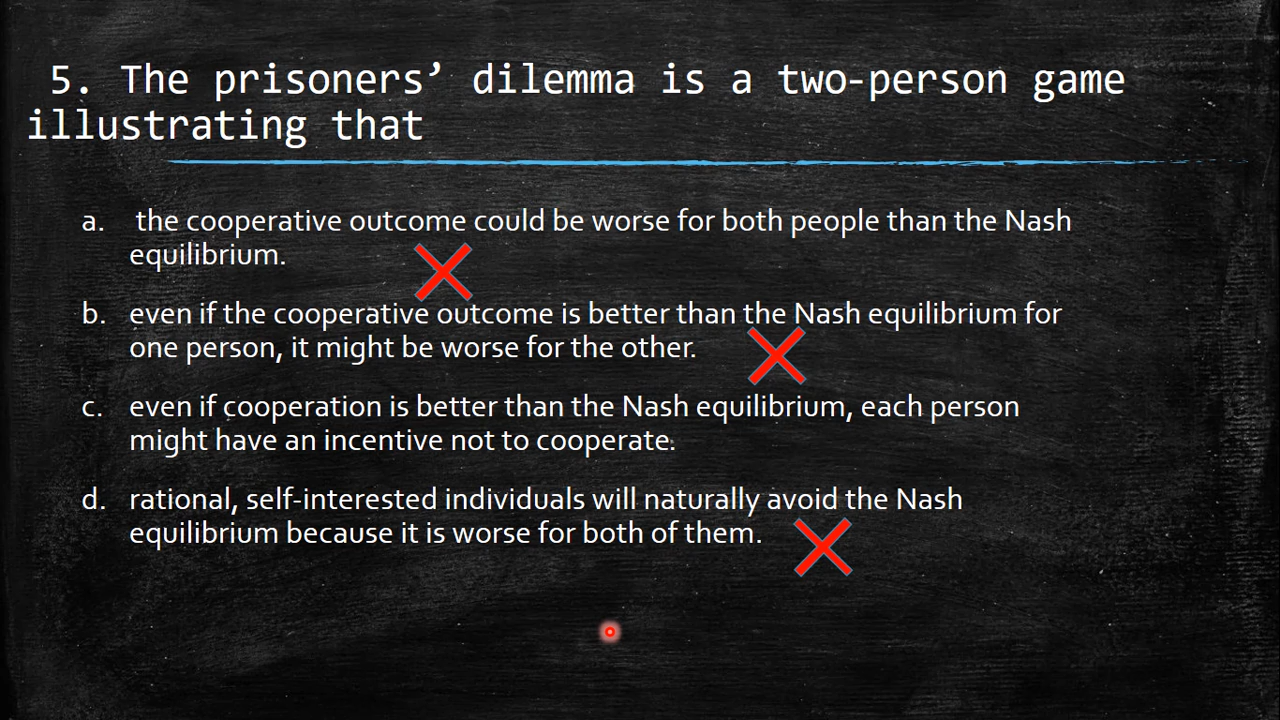 5. The prisoners’ dilemma is a two-person game
illustrating that
a. the cooperative outcome could be worse for both people than the Nash
equilibrium.
b. even if the cooperative outcome is better than the Nash equilibrium for
one person, it might be worse for the other.
c. even if cooperation is better than the Nash equilibrium, each person
might have an incentive not to cooperate.
d. rational, self-interested individuals will naturally avoid the Nash
equilibrium because it is worse for both of them.